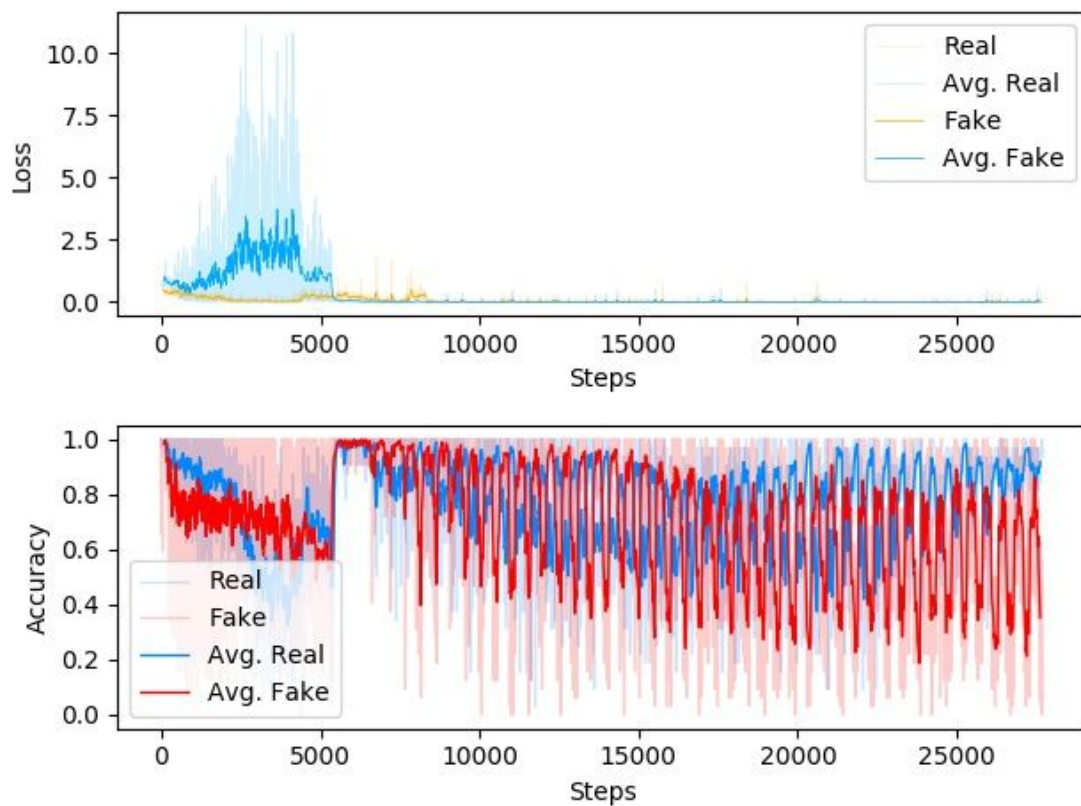 10.0
7.5
5.0
2.5
0.0
Loss
Real
Avg. Real
Fake
Avg. Fake
0 5000 10000 15000 20000 25000
Steps
1.0
0.8
0.6
0.4
0.2
0.0
Accuracy
Real
Fake
Avg. Real
Avg. Fake
0 5000 10000 15000 20000 25000
Steps